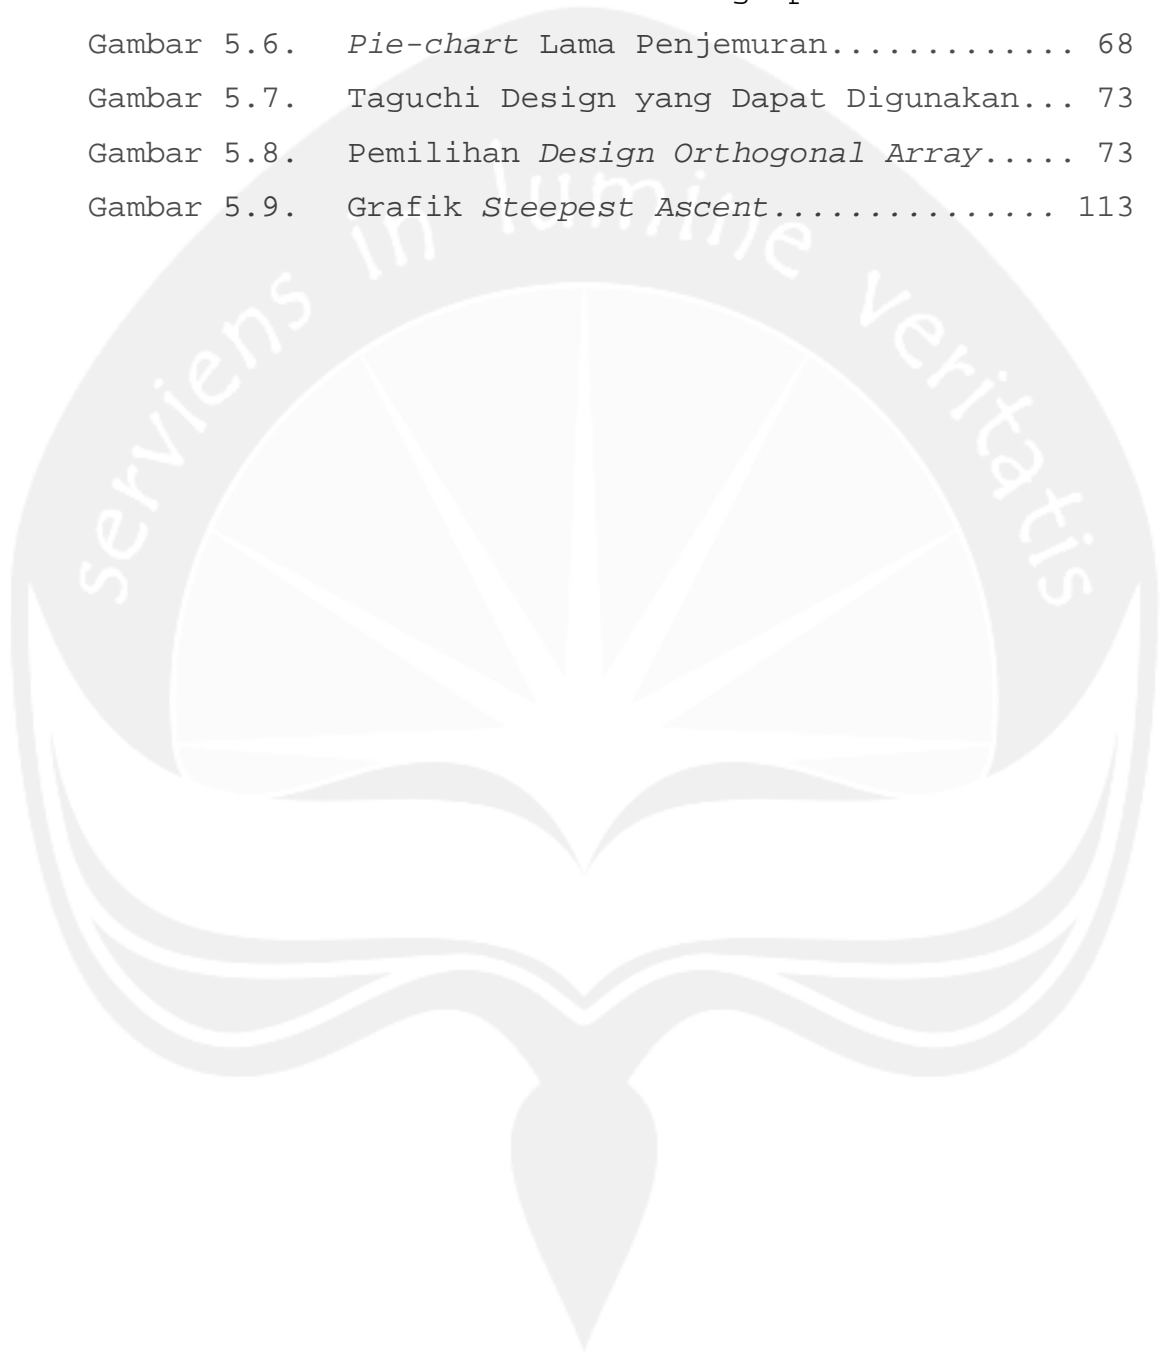 Gambar 5.6. Pie-chart Lama Penjemuran............. 68
Gambar 5.7. Taguchi Design yang Dapat Digunakan... 73
Gambar 5.8. Pemilihan Design Orthogonal Array..... 73
Gambar 5.9. Grafik Steepest Ascent............... 113
serviens in lumine veritatis